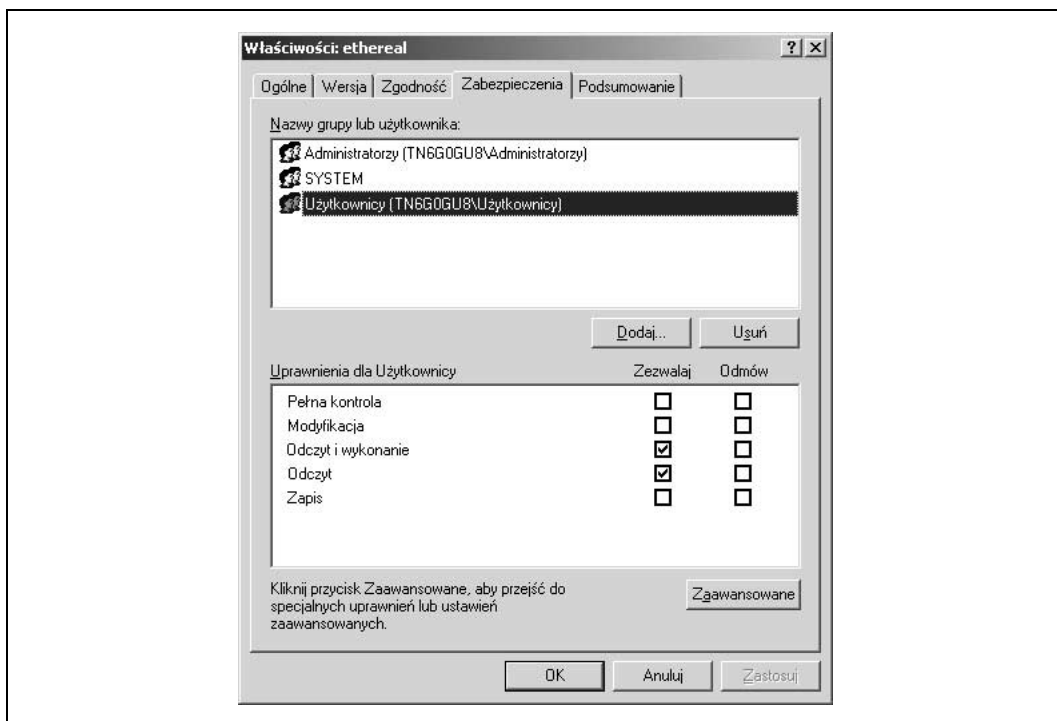 Właściwości: ethereal
Ogólne Wersja Zgodność Zabezpieczenia Podsumowanie
Nazwy grupy lub użytkownika:
Administratorzy (TN6G0GU8\Administratorzy)
SYSTEM
Użytkownicy (TN6G0GU8\Użytkownicy)
Dodaj... Usuń
Uprawnienia dla Użytkownicy Zezwalaj Odmów
Pełna kontrola
Modyfikacja
Odczyt i wykonanie
Odczyt
Zapis
Kliknij przycisk Zaawansowane, aby przejść do
specjalnych uprawnień lub ustawień
zaawansowanych.
Zaawansowane
OK Anuluj Zastosuj